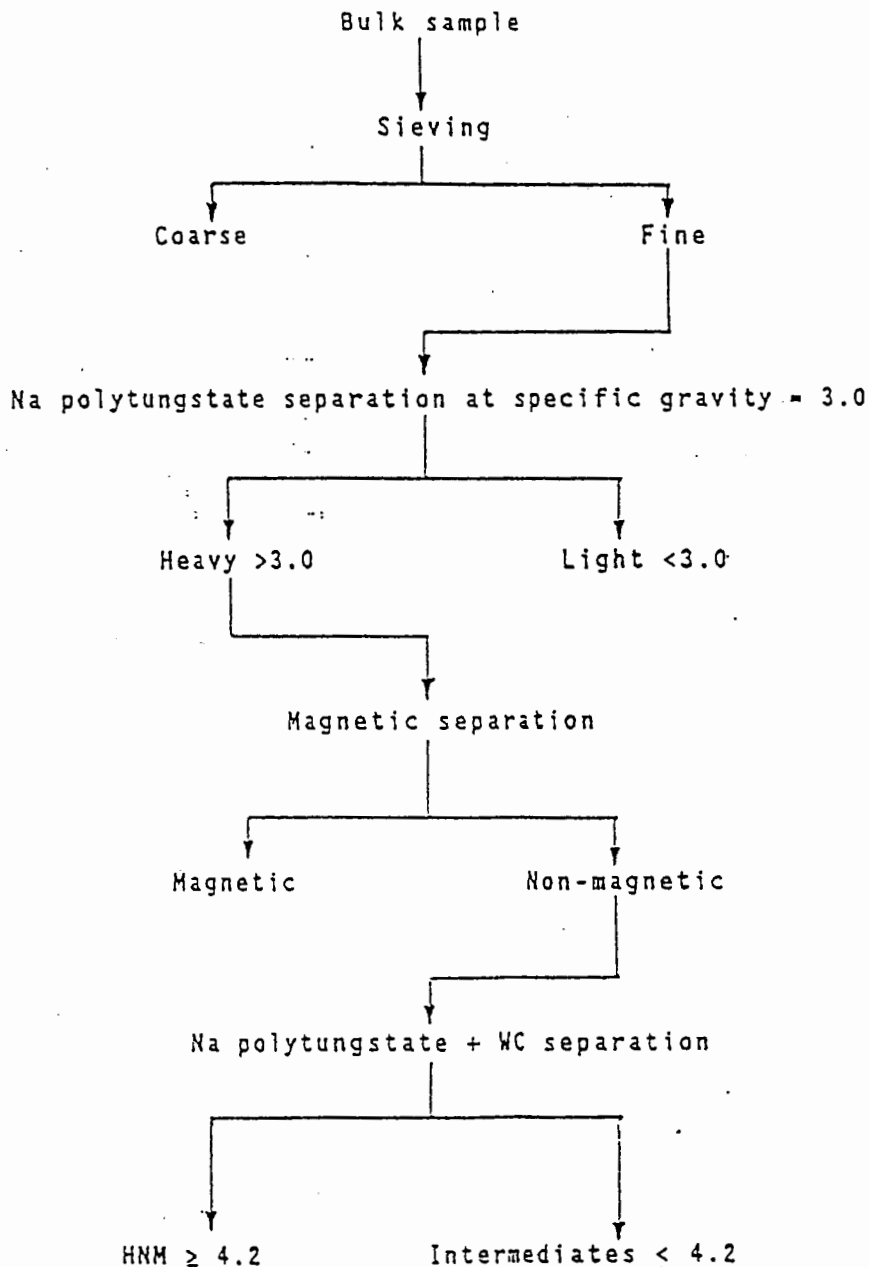 Bulk sample
Sieving
Coarse Fine
Na polytungstate separation at specific gravity = 3.0
Heavy >3.0 Light <3.0
Magnetic separation
Magnetic Non-magnetic
Na polytungstate + WC separation
HNM ≥ 4.2 Intermediates < 4.2